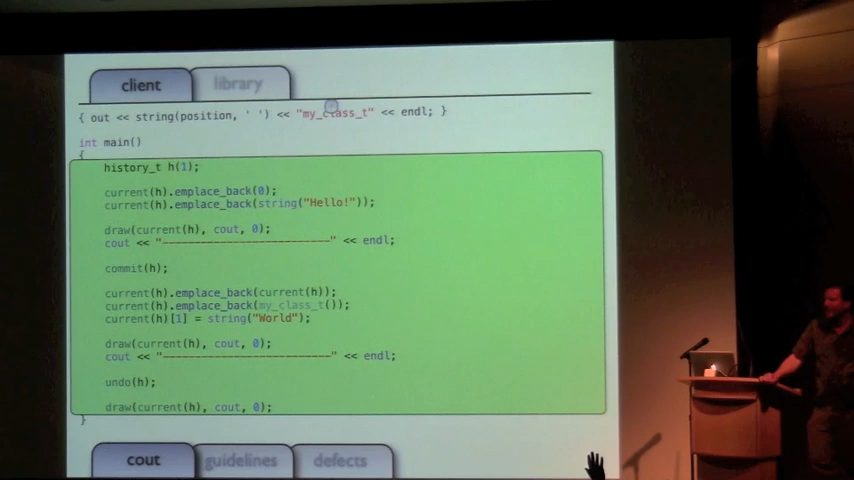 client library
{ out << string(position, ' ') << "my_class_t" << endl; }
int main()
{
history_t h(1);
current(h).emplace_back(0);
current(h).emplace_back(string("Hello!"));
draw(current(h), cout, 0);
cout << "--------------------------" << endl;
commit(h);
current(h).emplace_back(current(h));
current(h).emplace_back(my_class_t());
current(h)[1] = string("World");
draw(current(h), cout, 0);
cout << "--------------------------" << endl;
undo(h);
draw(current(h), cout, 0);
}
cout guidelines defects